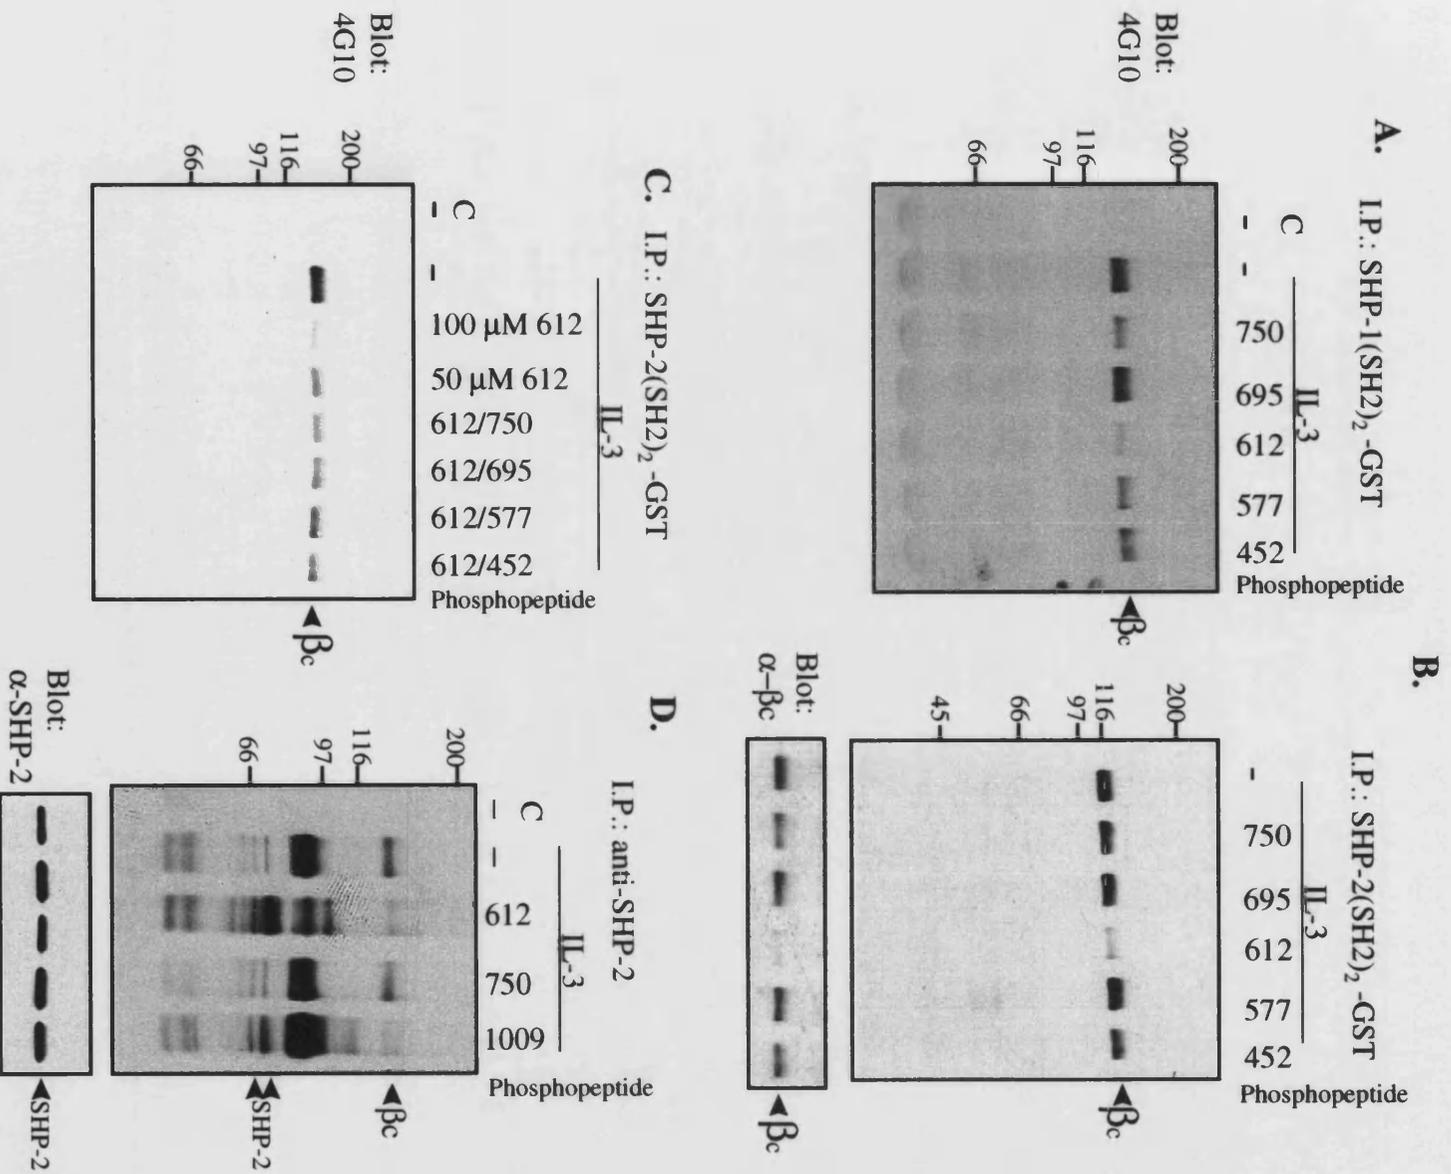 A.
I.P.: SHP-1(SH2)2 -GST
IL-3
C
- - 750 695 612 577 452
Phosphopeptide
200
116
97
66
Blot:
4G10
βc
B.
I.P.: SHP-2(SH2)2 -GST
IL-3
- 750 695 612 577 452
Phosphopeptide
200
116
97
66
45
βc
Blot:
α-βc
βc
C.
I.P.: SHP-2(SH2)2 -GST
IL-3
C
- - 100 μM 612 50 μM 612 612/750 612/695 612/577 612/452
Phosphopeptide
200
116
97
66
Blot:
4G10
βc
D.
I.P.: anti-SHP-2
IL-3
C
- - 612 750 1009
Phosphopeptide
200
116
97
66
βc
SHP-2
Blot:
α-SHP-2
SHP-2